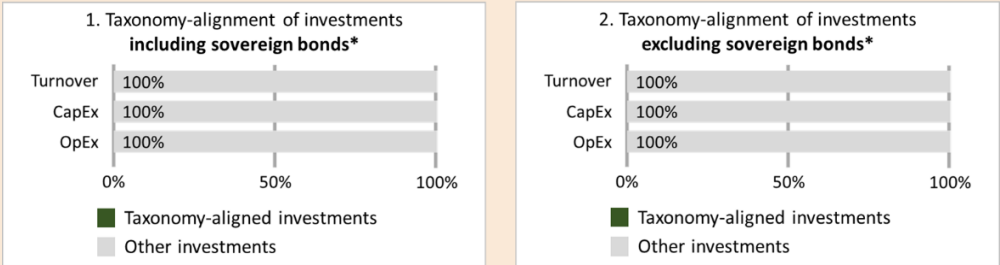 1. Taxonomy-alignment of investments
including sovereign bonds*
Turnover 100%
CapEx 100%
OpEx 100%
0% 50% 100%
Taxonomy-aligned investments
Other investments
2. Taxonomy-alignment of investments
excluding sovereign bonds*
Turnover 100%
CapEx 100%
OpEx 100%
0% 50% 100%
Taxonomy-aligned investments
Other investments